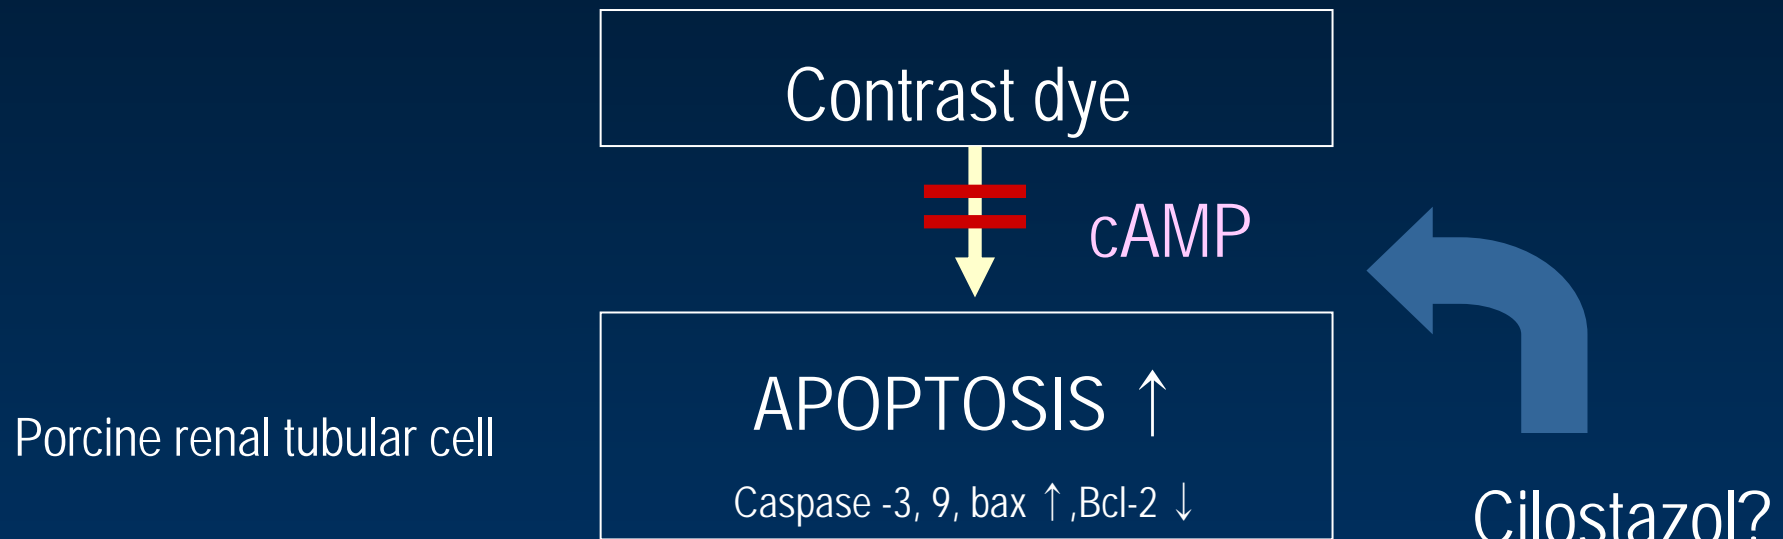 Contrast dye
cAMP
APOPTOSIS ↑
Porcine renal tubular cell
Caspase -3, 9, bax ↑ ,Bcl-2 ↓
Cilostazol?